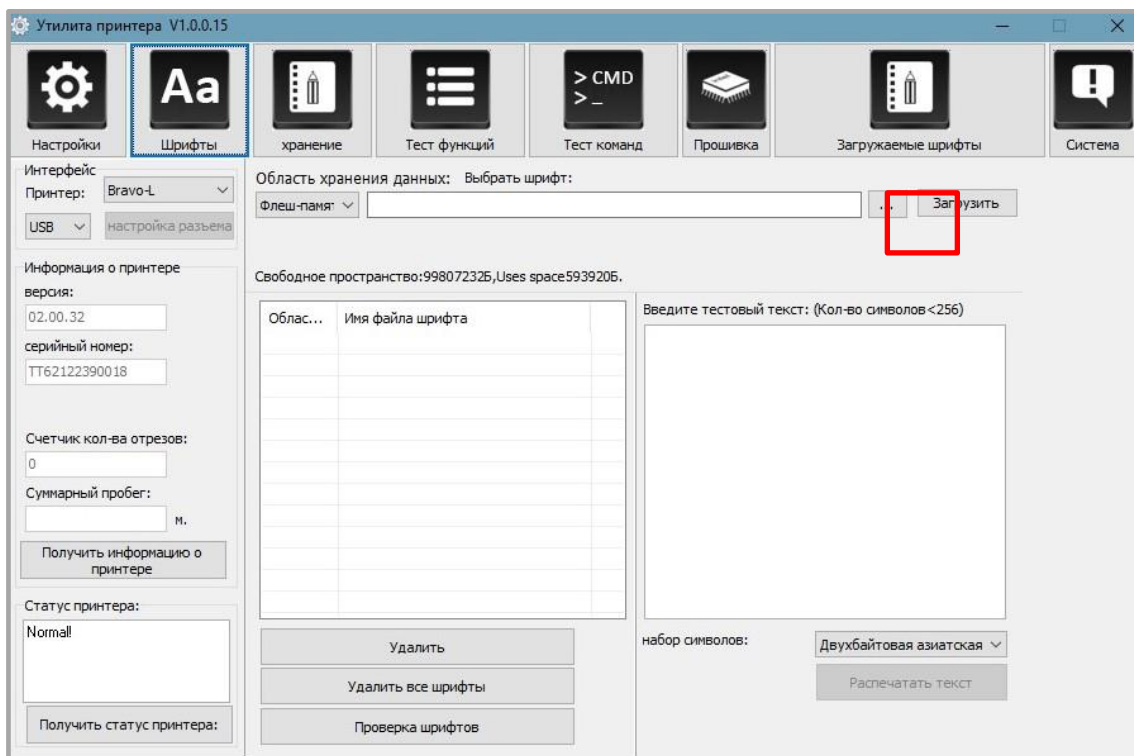 Утилита принтера V1.0.0.15
Aa
> CMD
> _
Настройки
Шрифты
хранение
Тест функций
Тест команд
Прошивка
Загружаемые шрифты
Система
Интерфейс
Принтер: Bravo-L
USB
настройка разъема
Информация о принтере
версия:
02.00.32
серийный номер:
TT62122390018
Счетчик кол-ва отрезов:
0
Суммарный пробег:
м.
Получить информацию о
принтере
Статус принтера:
Normal!
Получить статус принтера:
Область хранения данных: Выбрать шрифт:
Флеш-памят
...
Загрузить
Свободное пространство:99807232Б,Uses space593920Б.
Облас... Имя файла шрифта
Удалить
Удалить все шрифты
Проверка шрифтов
Введите тестовый текст: (Кол-во символов<256)
набор символов:
Двухбайтовая азиатская
Распечатать текст